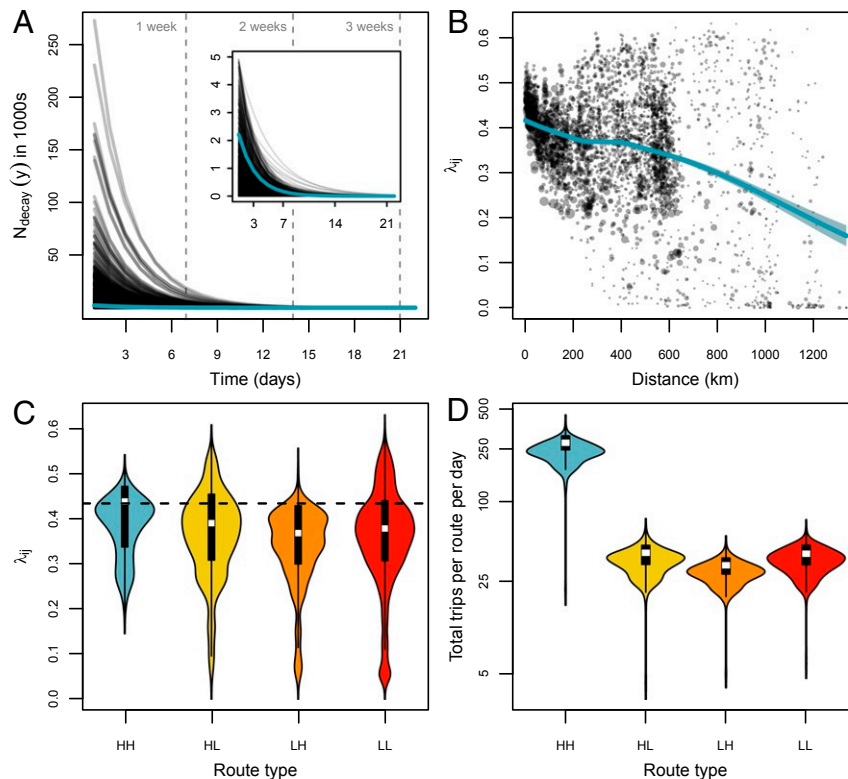 A
1 week
2 weeks
3 weeks
N decay (y) in 1000s
250
200
150
100
50
5
4
3
2
1
0
3
7
14
21
3
6
9
12
15
18
21
Time (days)
B
λij
0.6
0.5
0.4
0.3
0.2
0.1
0.0
0
200
400
600
800
1000
1200
Distance (km)
C
λij
0.6
0.5
0.4
0.3
0.2
0.1
0.0
HH
HL
LH
LL
Route type
D
Total trips per route per day
500
250
100
25
5
HH
HL
LH
LL
Route type